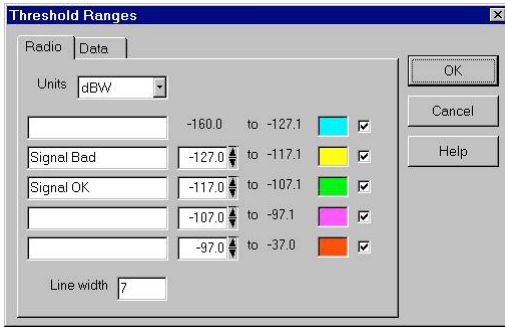 Threshold Ranges
Radio Data
Units dBW
OK
Cancel
Help
-160.0 to -127.1
Signal Bad -127.0 to -117.1
Signal OK -117.0 to -107.1
-107.0 to -97.1
-97.0 to -37.0
Line width 7